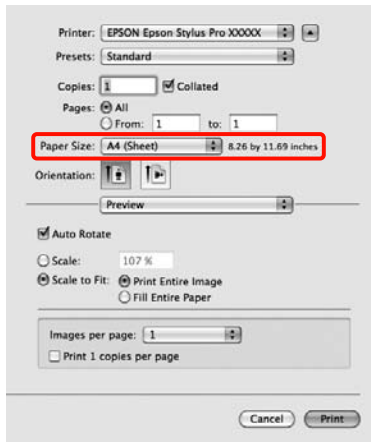 Printer: EPSON Epson Stylus Pro XXXXX
Presets: Standard
Copies: 1 Collated
Pages: All
From: 1 to: 1
Paper Size: A4 (Sheet) 8.26 by 11.69 inches
Orientation:
Preview
Auto Rotate
Scale: 107 %
Scale to Fit: Print Entire Image
Fill Entire Paper
Images per page: 1
Print 1 copies per page
Cancel Print